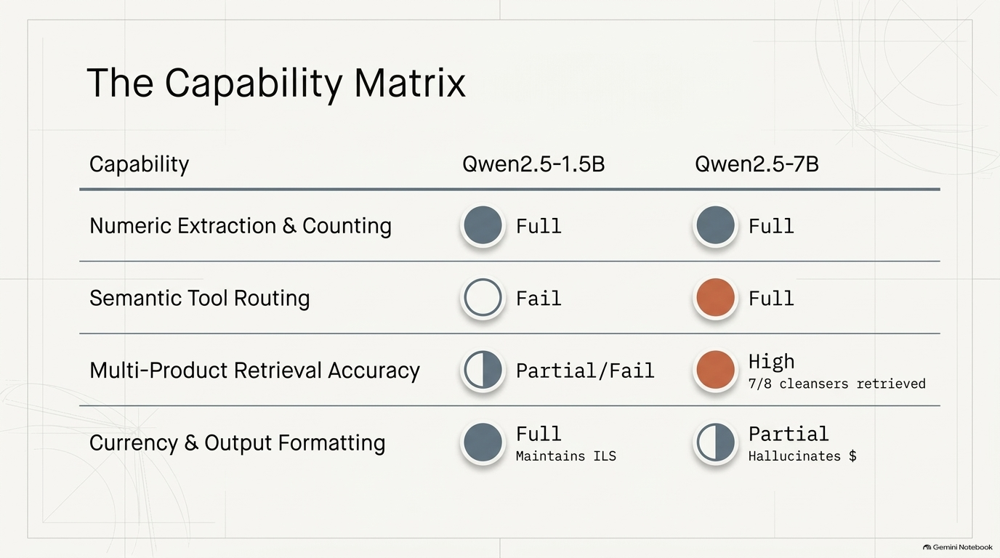 The Capability Matrix
Capability Qwen2.5-1.5B Qwen2.5-7B
Numeric Extraction & Counting Full Full
Semantic Tool Routing Fail Full
Multi-Product Retrieval Accuracy Partial/Fail High
7/8 cleansers retrieved
Currency & Output Formatting Full Partial
Maintains ILS Hallucinates $
Gemini Notebook